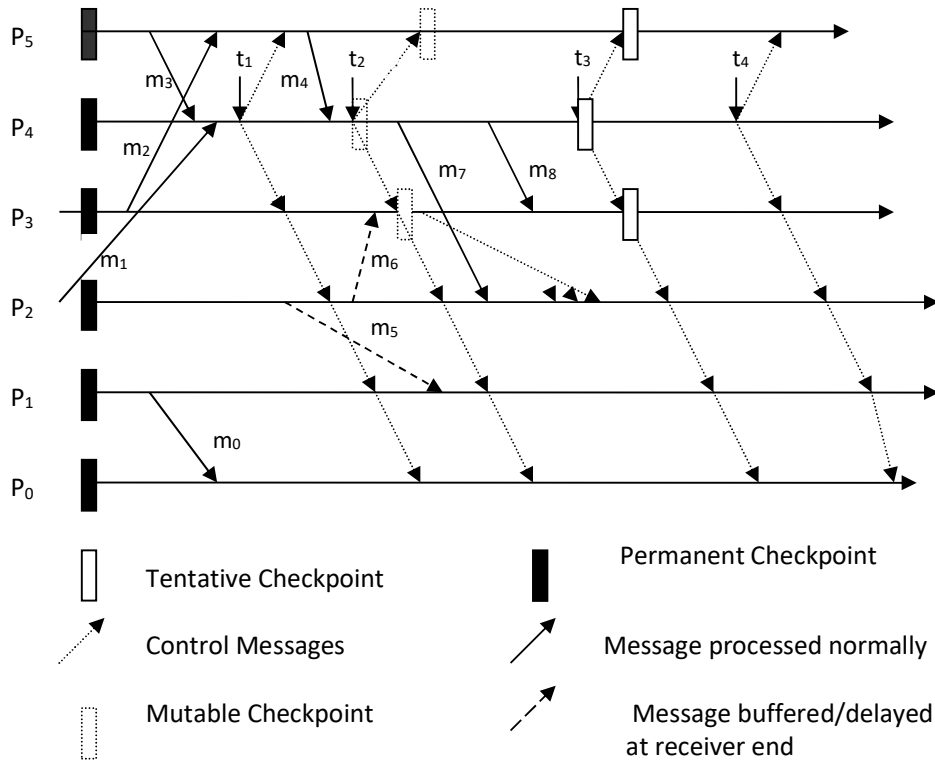 P₅
m₃
t₁
m₄
t₂
t₃
t₄
P₄
m₂
m₇
m₈
P₃
m₁
m₆
P₂
m₅
P₁
m₀
P₀
Tentative Checkpoint
Permanent Checkpoint
Control Messages
Message processed normally
Mutable Checkpoint
Message buffered/delayed
at receiver end